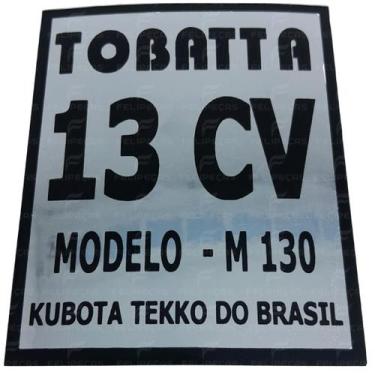 TOBATTA
13 CV
MODELO - M 130
KUBOTA TEKKO DO BRASIL